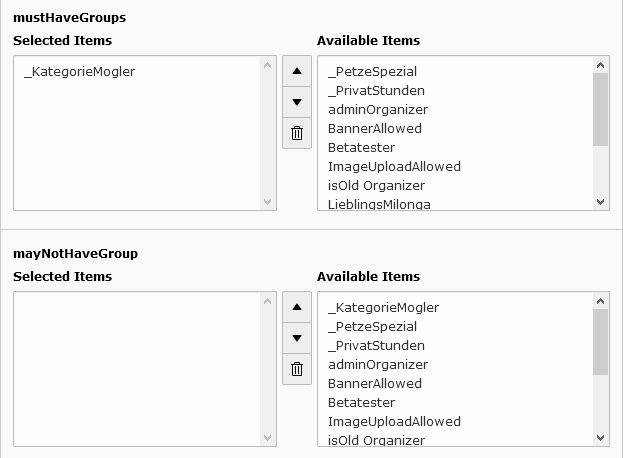 mustHaveGroups
Selected Items
_KategorieMogler
Available Items
_PetzeSpezial
_PrivatStunden
adminOrganizer
BannerAllowed
Betatester
ImageUploadAllowed
isOld Organizer
LieblingsMilonga
mayNotHaveGroup
Selected Items
Available Items
_KategorieMogler
_PetzeSpezial
_PrivatStunden
adminOrganizer
BannerAllowed
Betatester
ImageUploadAllowed
isOld Organizer